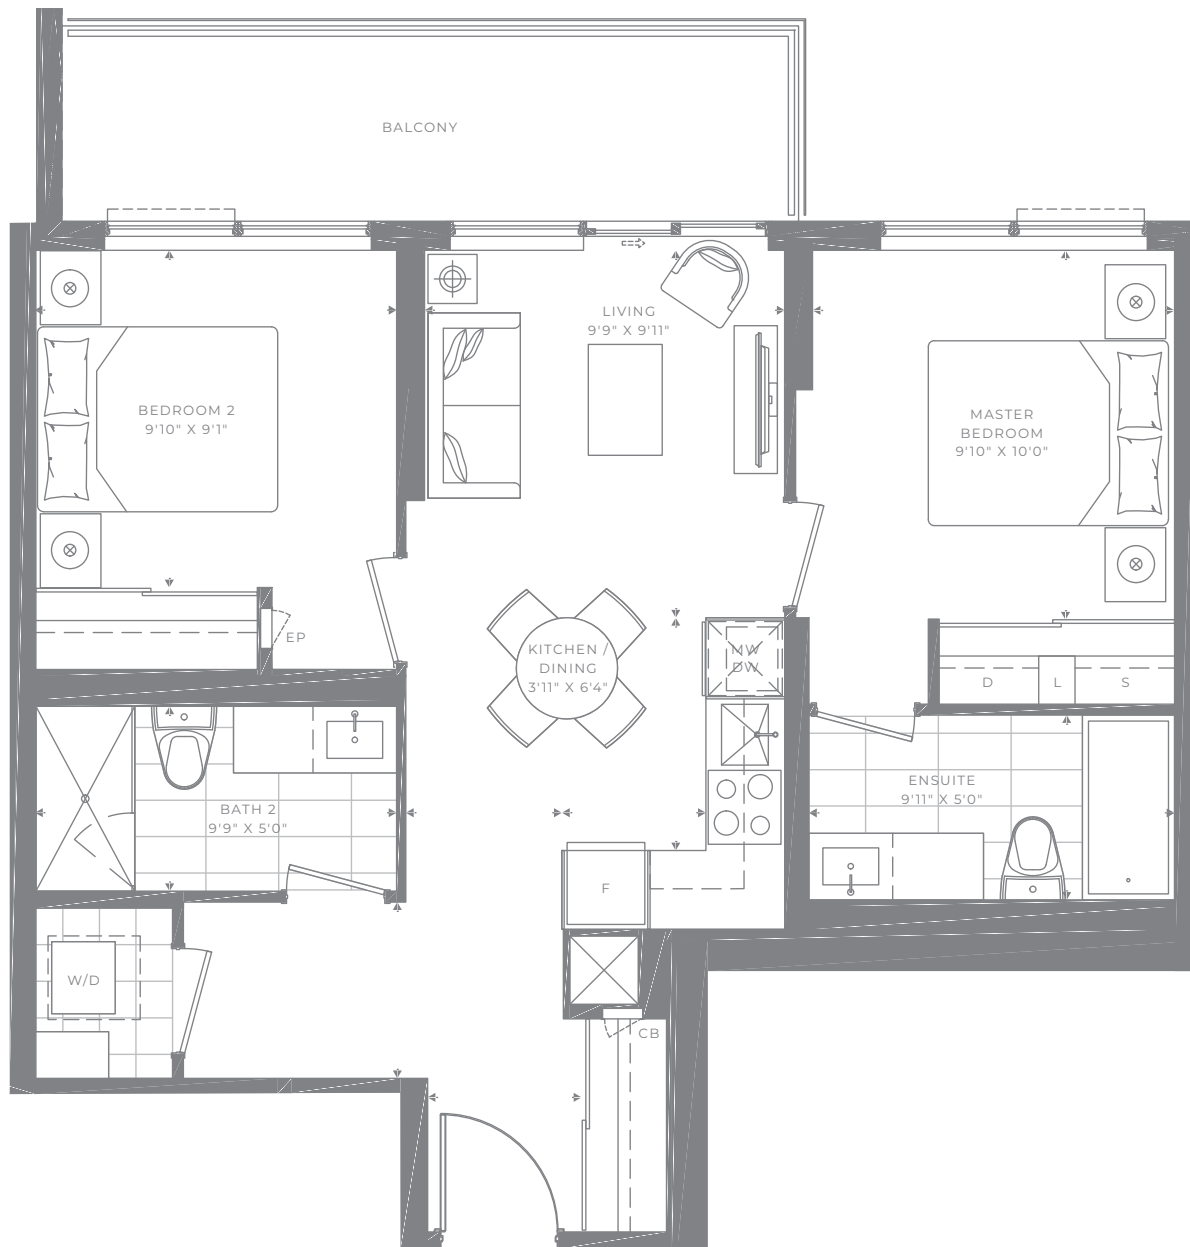 BALCONY
LIVING
9'9" X 9'11"
BEDROOM 2
9'10" X 9'1"
MASTER
BEDROOM
9'10" X 10'0"
EP
KITCHEN /
DINING
3'11" X 6'4"
MW
DW
D
L
S
ENSUITE
9'11" X 5'0"
BATH 2
9'9" X 5'0"
F
W/D
CB